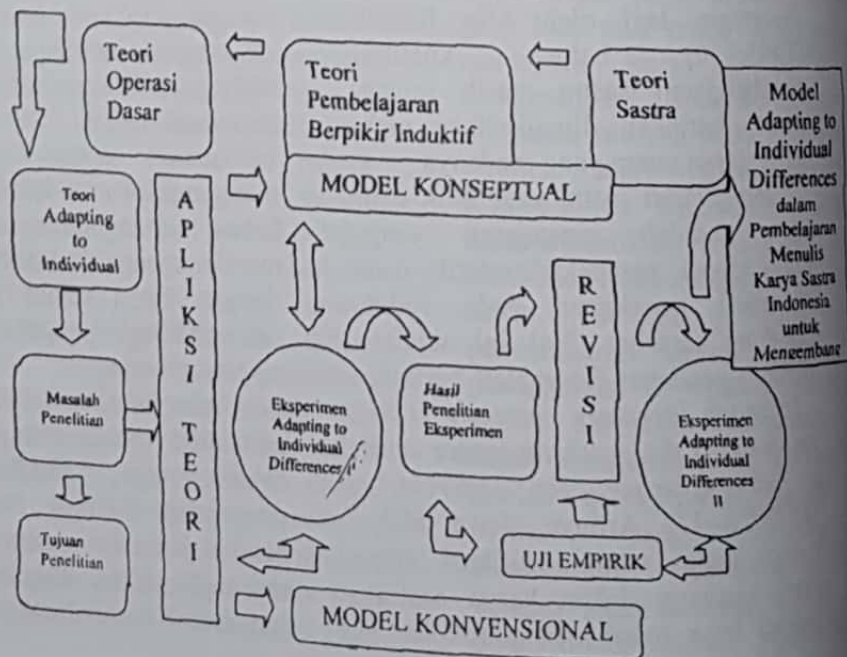 Teori
Operasi
Dasar
Teori
Pembelajaran
Berpikir Induktif
Teori
Sastra
Model
Adapting to
Individual
Differences
dalam
Pembelajaran
Menulis
Karya Sastra
Indonesia
untuk
Mengembang
MODEL KONSEPTUAL
Teori
Adapting
to
Individual
A
P
L
I
K
S
I
T
E
O
R
I
R
E
V
I
S
I
Masalah
Penelitian
Eksperimen
Adapting to
Individual
Differences I
Hasil
Penelitian
Eksperimen
Eksperimen
Adapting to
Individual
Differences
II
Tujuan
Penelitian
UJI EMPIRIK
MODEL KONVENSIONAL